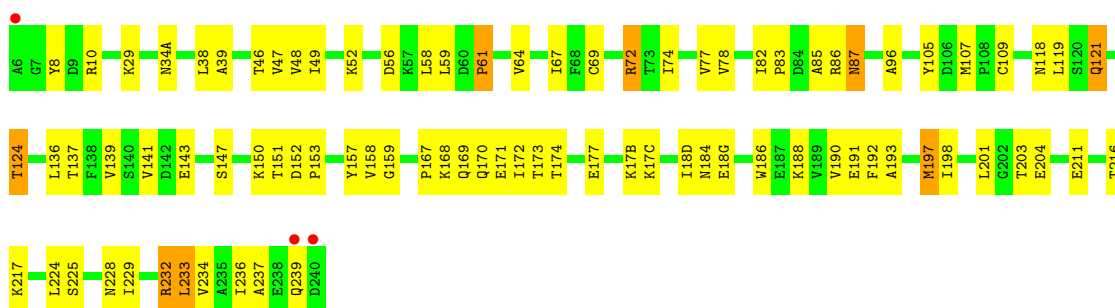 A6 G7 Y8 D9 R10 K29 N34A L38 A39 T46 V47 V48 I49 K52 D56 K57 L58 L59 D60 P61 V64 I67 F68 C69 R72 T73 I74 V77 V78 I82 P83 D84 A85 R86 N87 A96 Y105 D106 M107 P108 C109 N118 L119 S120 Q121
T124 L136 T137 F138 V139 S140 V141 D142 E143 S147 K150 T151 D152 P153 Y157 V158 G159 P167 K168 Q169 Q170 E171 I172 T173 T174 E177 K17B K17C I18D N184 E18G W186 E187 K188 V189 V190 E191 F192 A193 M197 I198 L201 G202 T203 E204 E211 T216
K217 L224 S225 N228 I229 R232 L233 V234 A235 I236 A237 E238 Q239 D240